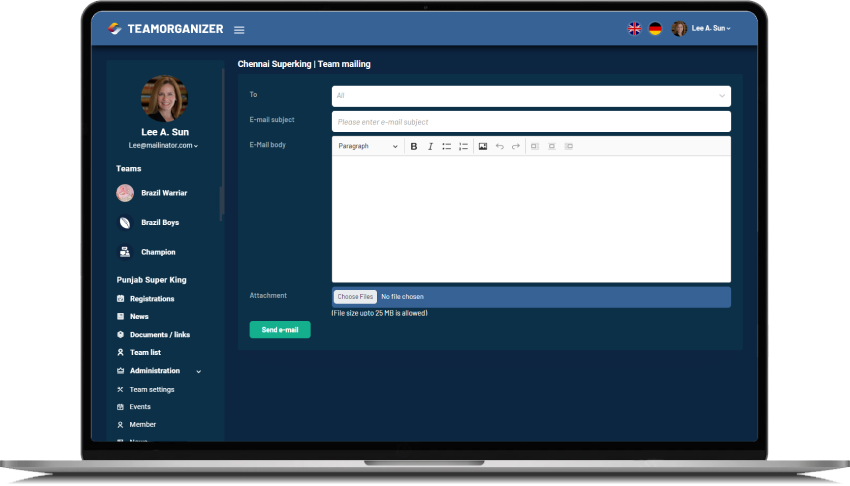 TEAMORGANIZER
Lee A. Sun
Chennai Superking | Team mailing
Lee A. Sun
Lee@mailinator.com
Teams
Brazil Warriar
Brazil Boys
Champion
Punjab Super King
Registrations
News
Documents / links
Team list
Administration
Team settings
Events
Member
News
To
All
E-mail subject
Please enter e-mail subject
E-Mail body
Paragraph
B I
Attachment
Choose Files No file chosen
(File size upto 25 MB is allowed)
Send e-mail